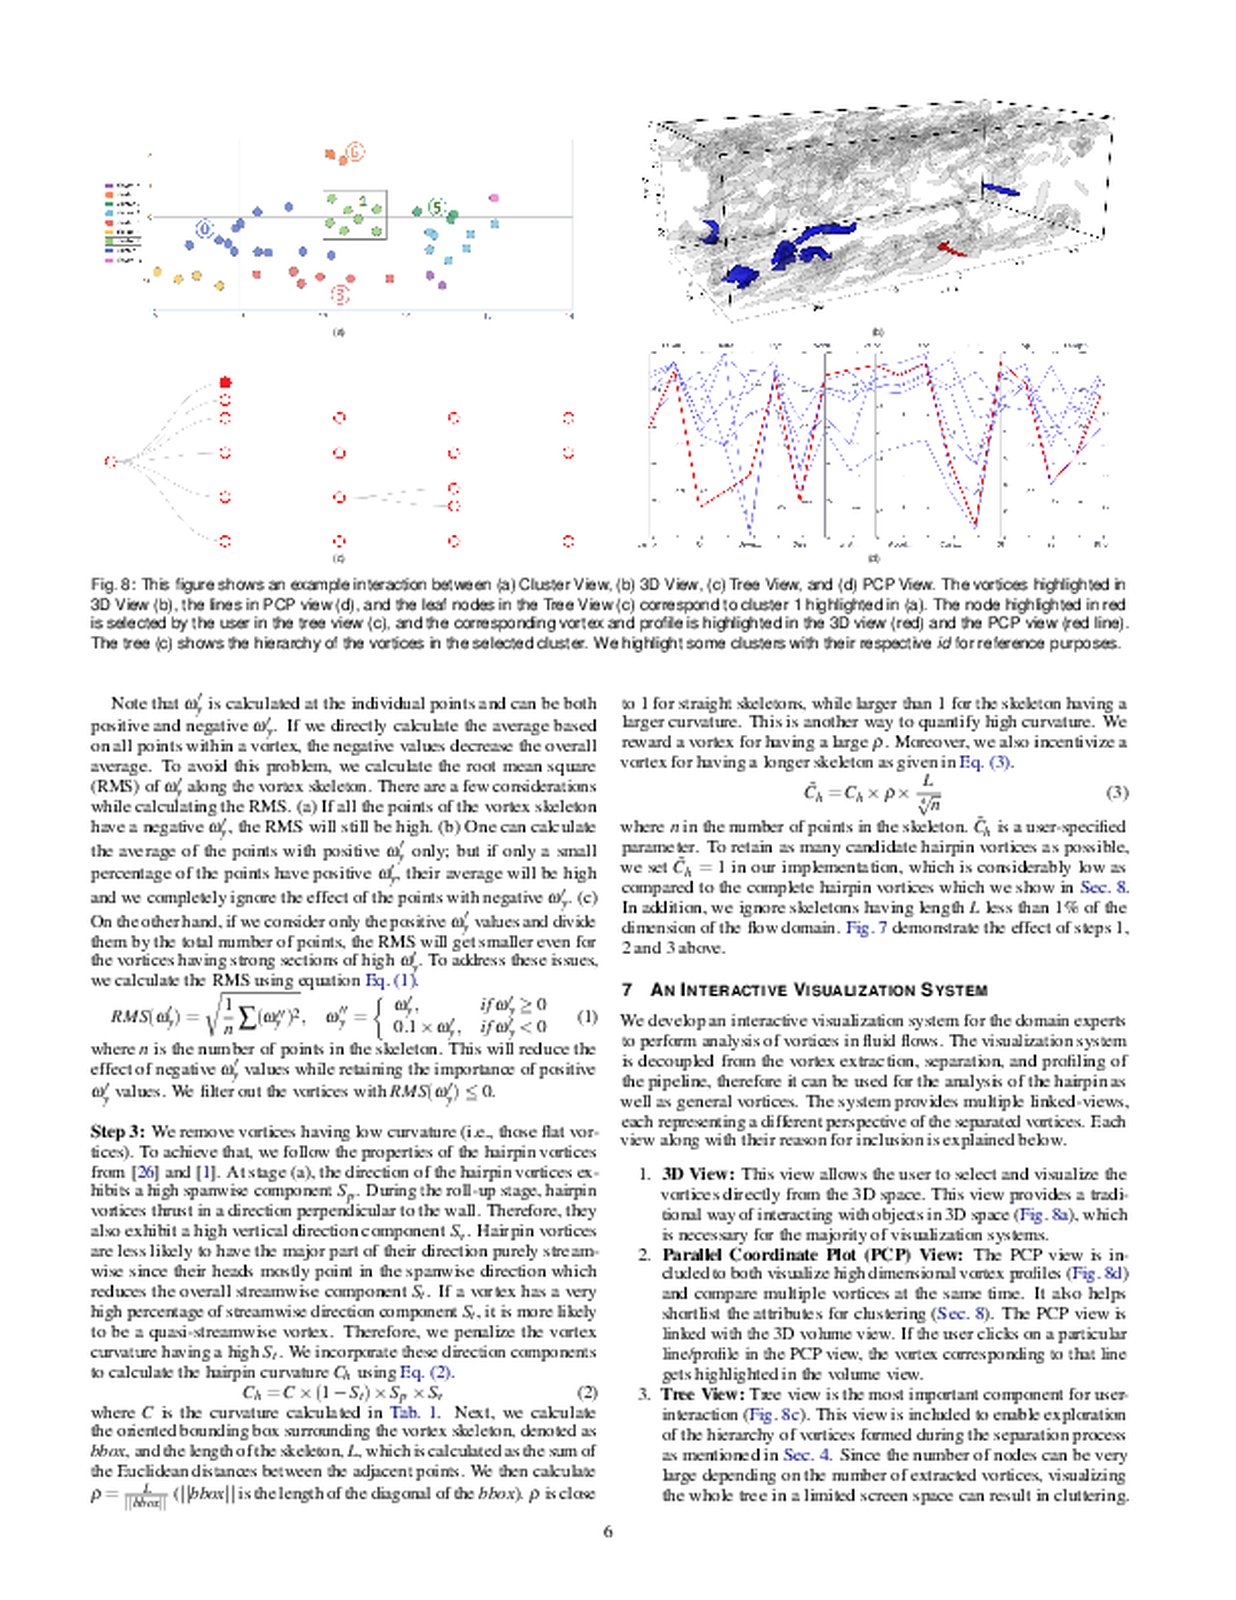 6
1
5
0
3
(a)
(b)
(c)
(d)
Fig. 8: This figure shows an example interaction between (a) Cluster View, (b) 3D View, (c) Tree View, and (d) PCP View. The vortices highlighted in
3D View (b), the lines in PCP view (d), and the leaf nodes in the Tree View (c) correspond to cluster 1 highlighted in (a). The node highlighted in red
is selected by the user in the tree view (c), and the corresponding vortex and profile is highlighted in the 3D view (red) and the PCP view (red line).
The tree (c) shows the hierarchy of the vortices in the selected cluster. We highlight some clusters with their respective id for reference purposes.
Note that ω′y is calculated at the individual points and can be both
positive and negative ω′y. If we directly calculate the average based
on all points within a vortex, the negative values decrease the overall
average. To avoid this problem, we calculate the root mean square
(RMS) of ω′y along the vortex skeleton. There are a few considerations
while calculating the RMS. (a) If all the points of the vortex skeleton
have a negative ω′y, the RMS will still be high. (b) One can calculate
the average of the points with positive ω′y only; but if only a small
percentage of the points have positive ω′y, their average will be high
and we completely ignore the effect of the points with negative ω′y. (c)
On the other hand, if we consider only the positive ω′y values and divide
them by the total number of points, the RMS will get smaller even for
the vortices having strong sections of high ω′y. To address these issues,
we calculate the RMS using equation Eq. (1).
RMS(ω′y) = √(1/n ∑(ω″y)²), ω″y = { ω′y, if ω′y ≥ 0
0.1 × ω′y, if ω′y < 0 (1)
where n is the number of points in the skeleton. This will reduce the
effect of negative ω′y values while retaining the importance of positive
ω′y values. We filter out the vortices with RMS(ω′y) ≤ 0.
Step 3: We remove vortices having low curvature (i.e., those flat vor-
tices). To achieve that, we follow the properties of the hairpin vortices
from [26] and [1]. At stage (a), the direction of the hairpin vortices ex-
hibits a high spanwise component Sp. During the roll-up stage, hairpin
vortices thrust in a direction perpendicular to the wall. Therefore, they
also exhibit a high vertical direction component Sv. Hairpin vortices
are less likely to have the major part of their direction purely stream-
wise since their heads mostly point in the spanwise direction which
reduces the overall streamwise component St. If a vortex has a very
high percentage of streamwise direction component St, it is more likely
to be a quasi-streamwise vortex. Therefore, we penalize the vortex
curvature having a high St. We incorporate these direction components
to calculate the hairpin curvature Ch using Eq. (2).
Ch = C × (1 − St) × Sp × Sv (2)
where C is the curvature calculated in Tab. 1. Next, we calculate
the oriented bounding box surrounding the vortex skeleton, denoted as
bbox, and the length of the skeleton, L, which is calculated as the sum of
the Euclidean distances between the adjacent points. We then calculate
ρ = L/||bbox|| (||bbox|| is the length of the diagonal of the bbox). ρ is close
to 1 for straight skeletons, while larger than 1 for the skeleton having a
larger curvature. This is another way to quantify high curvature. We
reward a vortex for having a large ρ. Moreover, we also incentivize a
vortex for having a longer skeleton as given in Eq. (3).
C̃h = Ch × ρ × L/∜n (3)
where n in the number of points in the skeleton. C̃h is a user-specified
parameter. To retain as many candidate hairpin vortices as possible,
we set C̃h = 1 in our implementation, which is considerably low as
compared to the complete hairpin vortices which we show in Sec. 8.
In addition, we ignore skeletons having length L less than 1% of the
dimension of the flow domain. Fig. 7 demonstrate the effect of steps 1,
2 and 3 above.
7 AN INTERACTIVE VISUALIZATION SYSTEM
We develop an interactive visualization system for the domain experts
to perform analysis of vortices in fluid flows. The visualization system
is decoupled from the vortex extraction, separation, and profiling of
the pipeline, therefore it can be used for the analysis of the hairpin as
well as general vortices. The system provides multiple linked-views,
each representing a different perspective of the separated vortices. Each
view along with their reason for inclusion is explained below.
1. 3D View: This view allows the user to select and visualize the
vortices directly from the 3D space. This view provides a tradi-
tional way of interacting with objects in 3D space (Fig. 8a), which
is necessary for the majority of visualization systems.
2. Parallel Coordinate Plot (PCP) View: The PCP view is in-
cluded to both visualize high dimensional vortex profiles (Fig. 8d)
and compare multiple vortices at the same time. It also helps
shortlist the attributes for clustering (Sec. 8). The PCP view is
linked with the 3D volume view. If the user clicks on a particular
line/profile in the PCP view, the vortex corresponding to that line
gets highlighted in the volume view.
3. Tree View: Tree view is the most important component for user-
interaction (Fig. 8c). This view is included to enable exploration
of the hierarchy of vortices formed during the separation process
as mentioned in Sec. 4. Since the number of nodes can be very
large depending on the number of extracted vortices, visualizing
the whole tree in a limited screen space can result in cluttering.
6